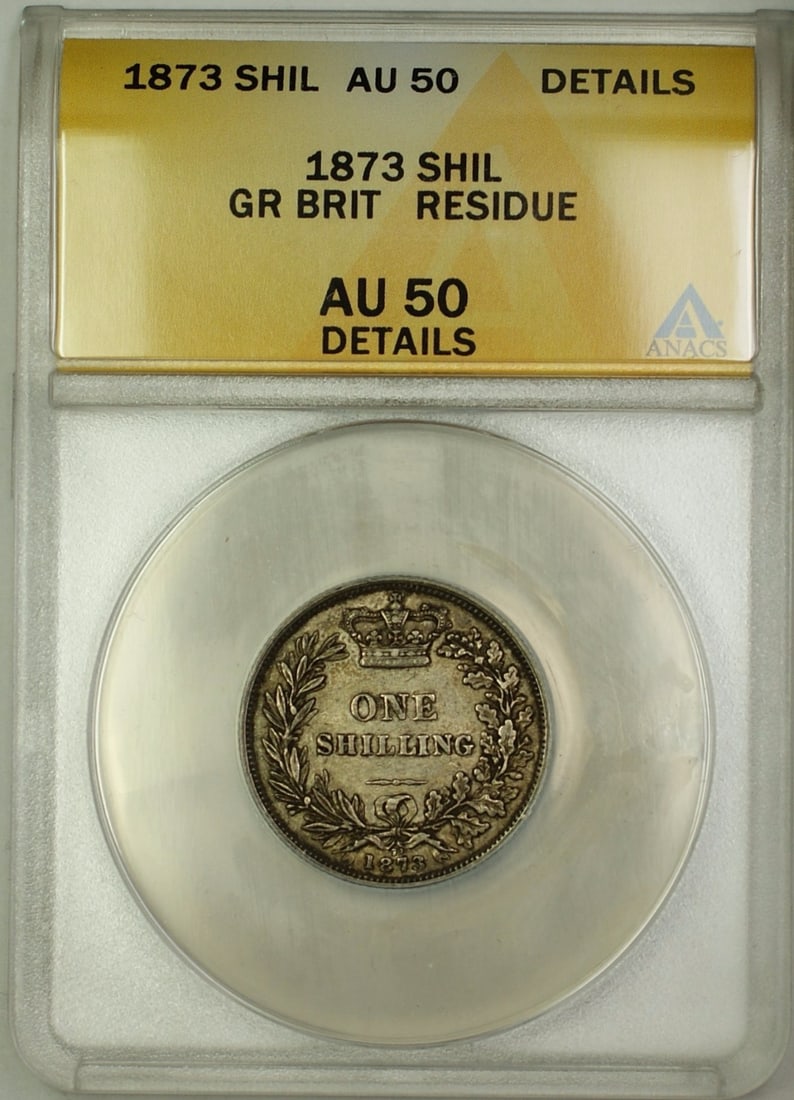 1873 SHIL AU 50 DETAILS
1873 SHIL
GR BRIT RESIDUE
AU 50
DETAILS
ANACS
ONE
SHILLING
1873